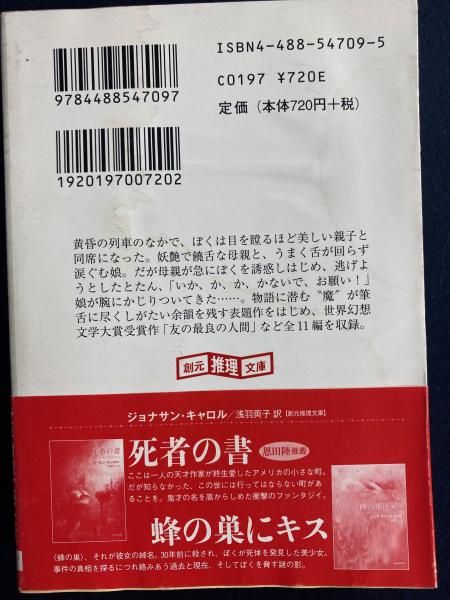 ISBN4-488-54709-5
9784488547097
C0197 ¥720E
定価（本体720円＋税）
1920197007202
黄昏の列車のなかで、ぼくは目を瞠るほど美しい親子と
同席になった。妖艶で饒舌な母親と、うまく舌が回らず
涙ぐむ娘。だが母親が急にぼくを誘惑しはじめ、逃げよ
うとしたとたん、「いか、か、か、かないで、お願い！」
娘が腕にかじりついてきた……。物語に潜む〝魔〟が筆
舌に尽くしがたい余韻を残す表題作をはじめ、世界幻想
文学大賞受賞作「友の最良の人間」など全11編を収録。
創元推理文庫
ジョナサン・キャロル／浅羽莢子 訳【創元推理文庫】
死者の書
恩田陸推薦
ここは一人の天才作家が終生愛したアメリカの小さな町。
だが知らなかった、この世には行ってはならない町があ
ることを。鬼才の名を高からしめた衝撃のファンタジイ。
蜂の巣にキス
〈蜂の巣〉、それが彼女の綽名。30年前に殺され、ぼくが死体を発見した美少女。
事件の真相を探るにつれ絡みあう過去と現在、そしてぼくを脅す謎の影。